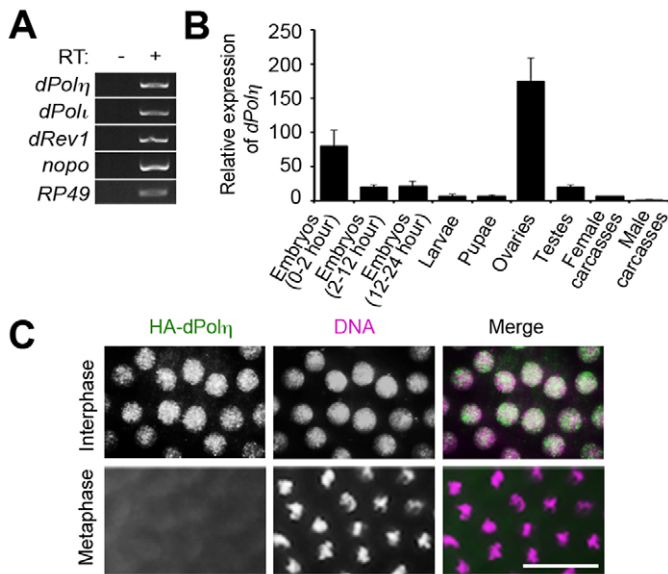 A
RT: - +
dPolη
dPolι
dRev1
nopo
RP49
B
Relative expression
of dPolη
250
200
150
100
50
0
Embryos
(0-2 hour)
Embryos
(2-12 hour)
Embryos
(12-24 hour)
Larvae
Pupae
Ovaries
Testes
Female
carcasses
Male
carcasses
C
HA-dPolη DNA Merge
Interphase
Metaphase